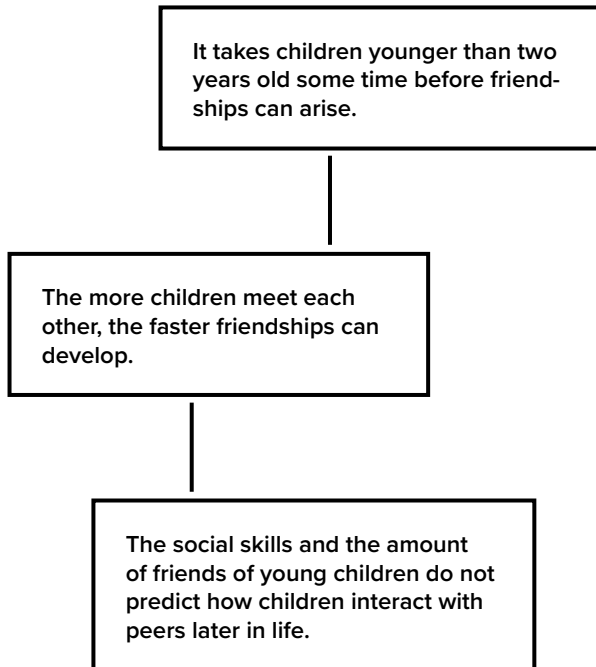 It takes children younger than two
years old some time before friend-
ships can arise.
The more children meet each
other, the faster friendships can
develop.
The social skills and the amount
of friends of young children do not
predict how children interact with
peers later in life.